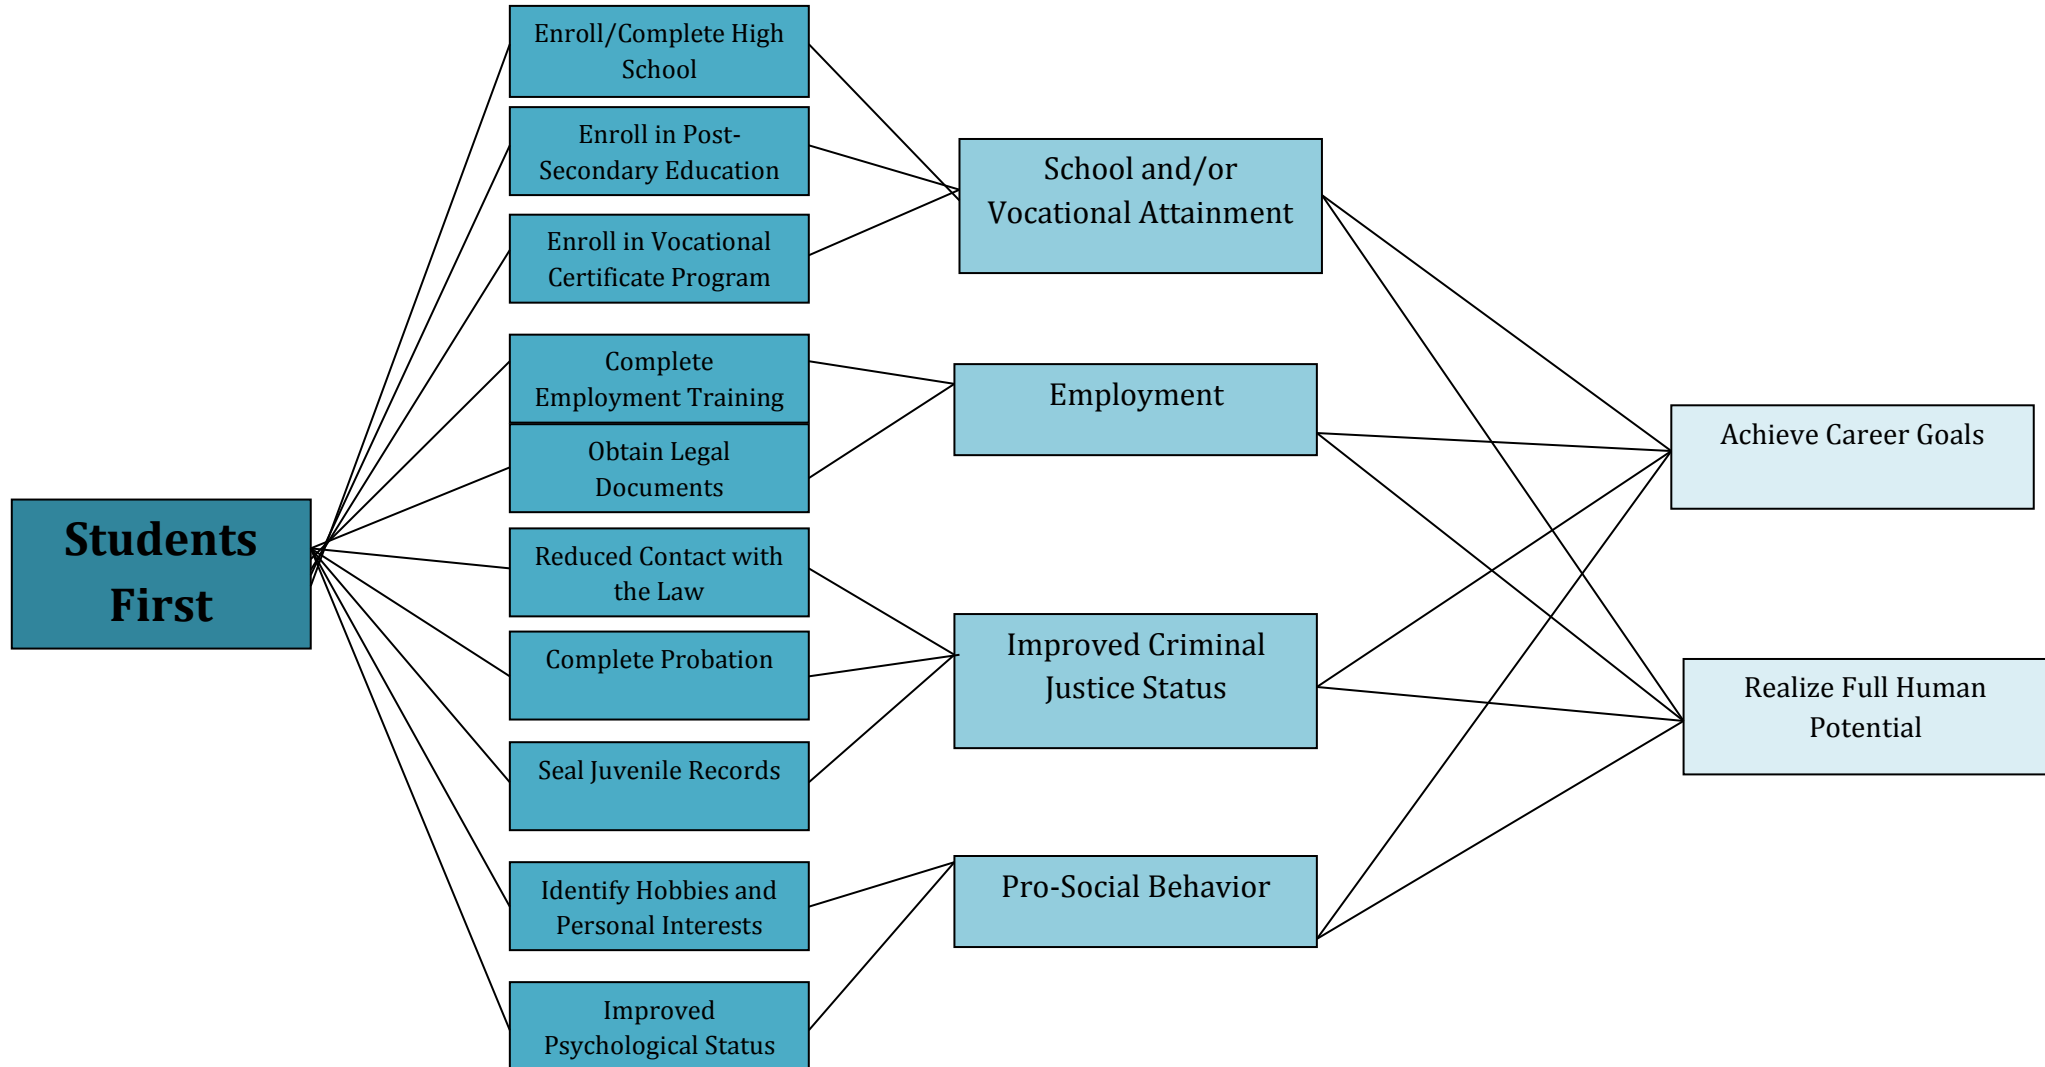 Students
First
Enroll/Complete High
School
Enroll in Post-
Secondary Education
Enroll in Vocational
Certificate Program
Complete
Employment Training
Obtain Legal
Documents
Reduced Contact with
the Law
Complete Probation
Seal Juvenile Records
Identify Hobbies and
Personal Interests
Improved
Psychological Status
School and/or
Vocational Attainment
Employment
Improved Criminal
Justice Status
Pro-Social Behavior
Achieve Career Goals
Realize Full Human
Potential